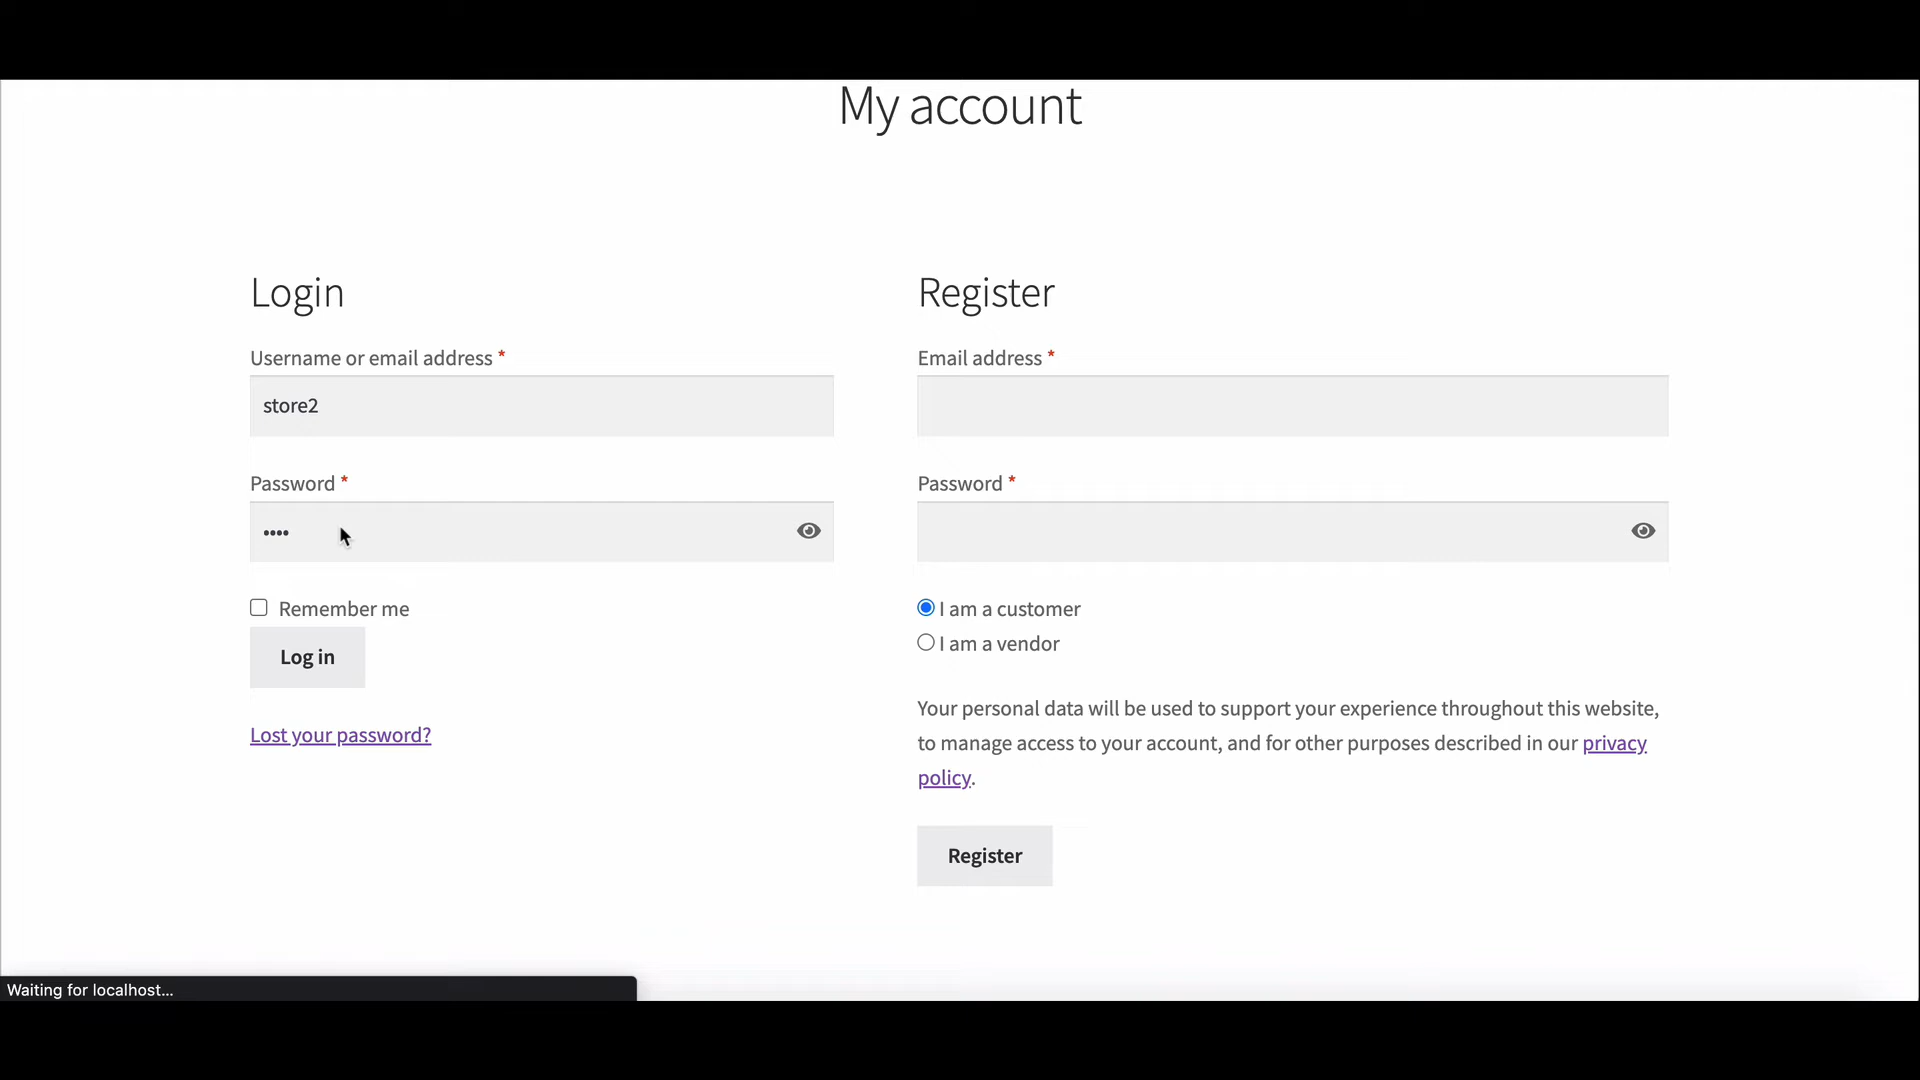 My account
Login
Username or email address *
store2
Password *
••••
Remember me
Log in
Lost your password?
Register
Email address *
Password *
I am a customer
I am a vendor
Your personal data will be used to support your experience throughout this website,
to manage access to your account, and for other purposes described in our privacy
policy.
Register
Waiting for localhost...